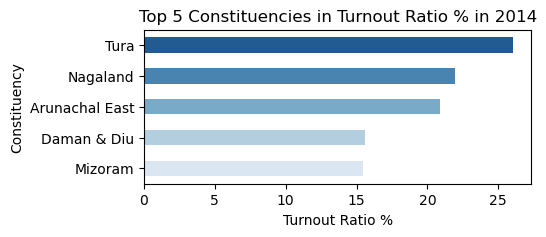 Top 5 Constituencies in Turnout Ratio % in 2014
Constituency
Tura
Nagaland
Arunachal East
Daman & Diu
Mizoram
0 5 10 15 20 25
Turnout Ratio %